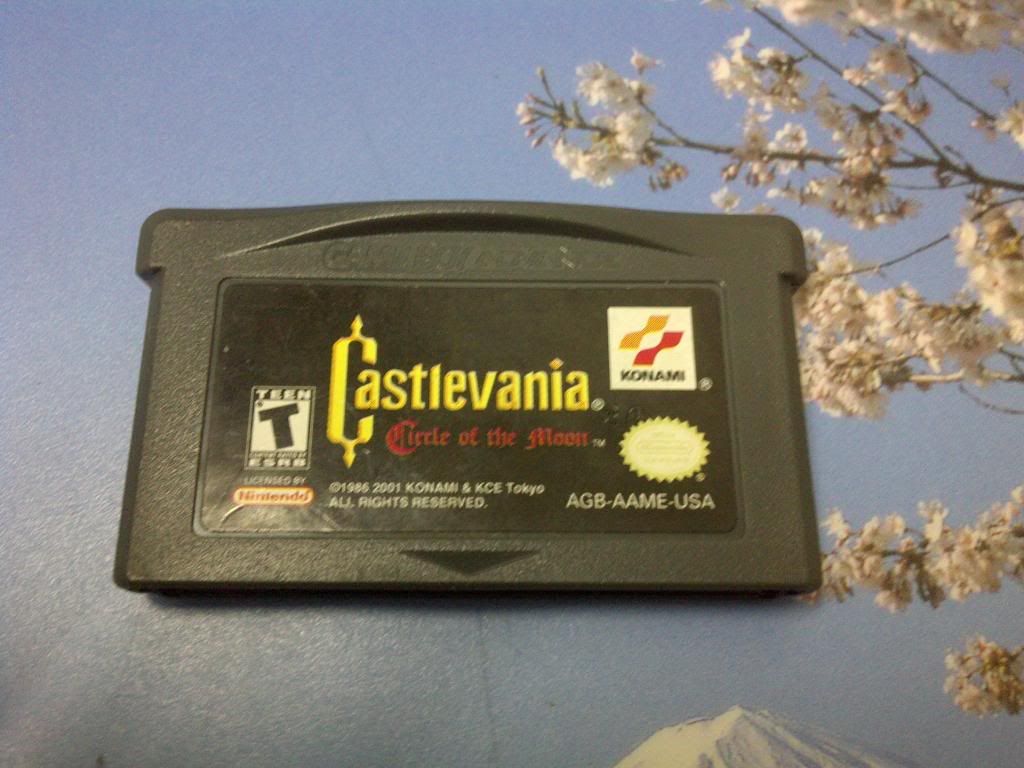 GAME BOY ADVANCE
Castlevania®
Circle of the Moon™
KONAMI®
TEEN
T
ESRB
LICENSED BY
Nintendo
©1986 2001 KONAMI & KCE Tokyo
ALL RIGHTS RESERVED.
AGB-AAME-USA